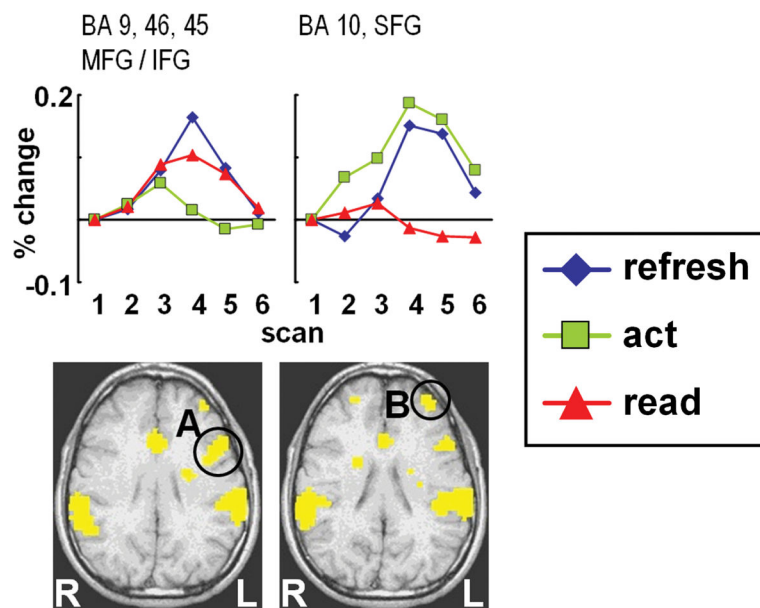 BA 9, 46, 45
MFG / IFG
BA 10, SFG
0.2
% change
-0.1
1 2 3 4 5 6
1 2 3 4 5 6
scan
refresh
act
read
A
B
R L
R L